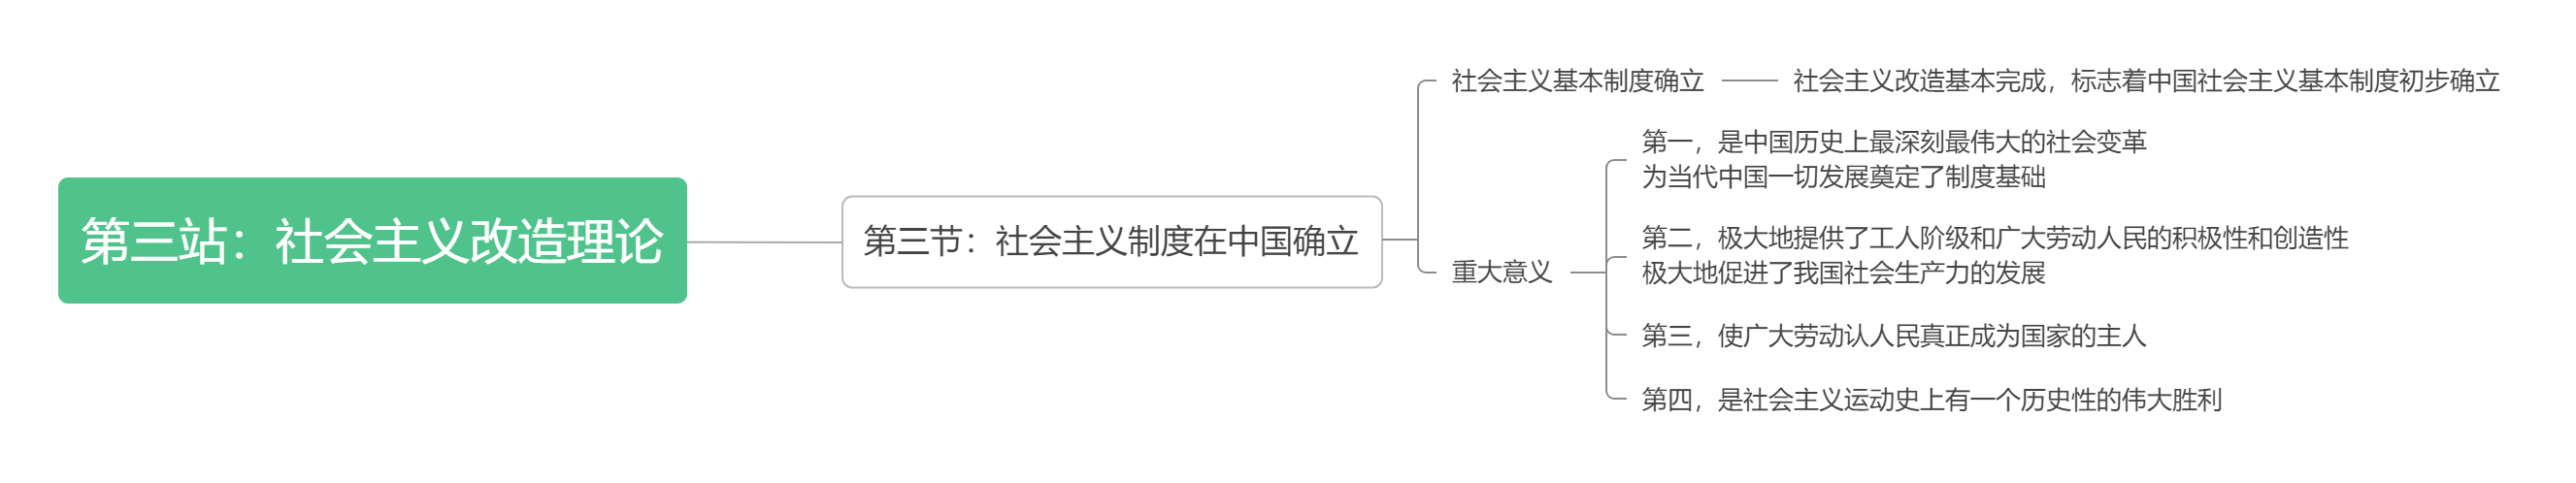 第三站：社会主义改造理论
第三节：社会主义制度在中国确立
社会主义基本制度确立
社会主义改造基本完成，标志着中国社会主义基本制度初步确立
重大意义
第一，是中国历史上最深刻最伟大的社会变革
为当代中国一切发展奠定了制度基础
第二，极大地提供了工人阶级和广大劳动人民的积极性和创造性
极大地促进了我国社会生产力的发展
第三，使广大劳动认人民真正成为国家的主人
第四，是社会主义运动史上有一个历史性的伟大胜利